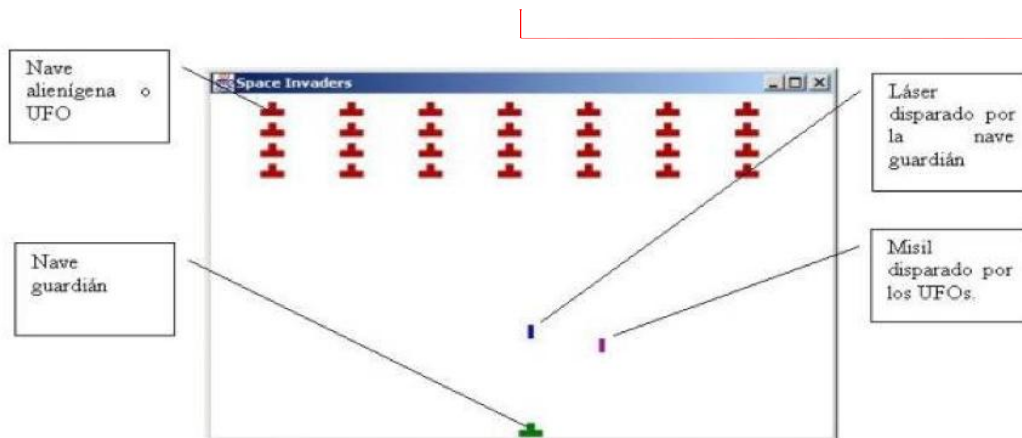 Nave
alienígena o
UFO
Space Invaders
Láser
disparado por
la nave
guardián
Nave
guardián
Misil
disparado por
los UFOs.